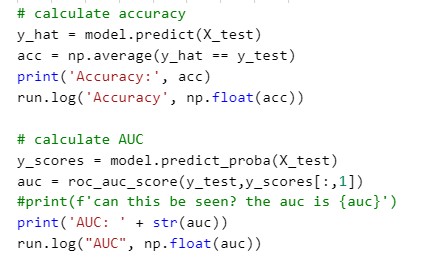 # calculate accuracy
y_hat = model.predict(X_test)
acc = np.average(y_hat == y_test)
print('Accuracy:', acc)
run.log('Accuracy', np.float(acc))
# calculate AUC
y_scores = model.predict_proba(X_test)
auc = roc_auc_score(y_test,y_scores[:,1])
#print(f'can this be seen? the auc is {auc}')
print('AUC: ' + str(auc))
run.log("AUC", np.float(auc))